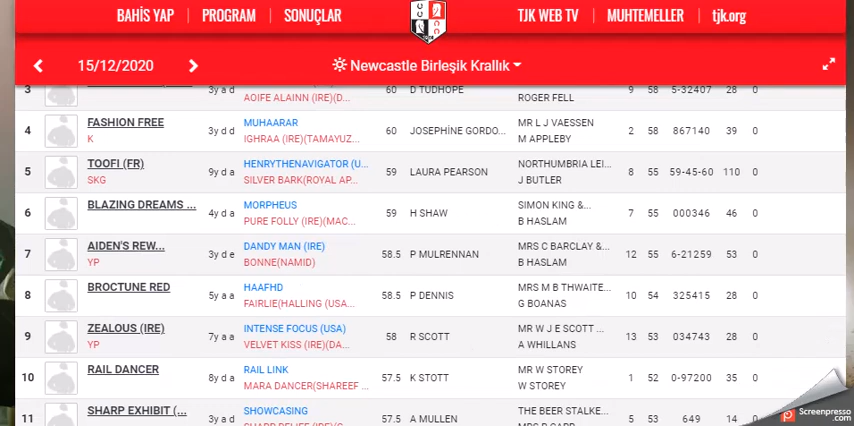 BAHİS YAP PROGRAM SONUÇLAR TJK WEB TV MUHTEMELLER tjk.org
15/12/2020 Newcastle Birleşik Krallık
3 3y d d AOIFE ALAINN (IRE)(D... 60 D TUDHOPE ROGER FELL 9 58 5-32407 28 0
4 FASHION FREE 3y d d MUHAARAR 60 JOSEPHİNE GORDO... MR L J VAESSEN 2 58 867140 39 0
K IGHRAA (IRE)(TAMAYUZ... M APPLEBY
5 TOOFI (FR) 9y d a HENRYTHENAVIGATOR (U... 59 LAURA PEARSON NORTHUMBRIA LEI... 8 55 59-45-60 110 0
SKG SILVER BARK(ROYAL AP... J BUTLER
6 BLAZING DREAMS ... 4y d a MORPHEUS 59 H SHAW SIMON KING &... 7 55 000346 46 0
PURE FOLLY (IRE)(MAC... B HASLAM
7 AIDEN'S REW... 3y d e DANDY MAN (IRE) 58.5 P MULRENNAN MRS C BARCLAY &... 12 55 6-21259 53 0
YP BONNE(NAMID) B HASLAM
8 BROCTUNE RED 5y a a HAAFHD 58.5 P DENNIS MRS M B THWAITE... 10 54 325415 28 0
FAIRLIE(HALLING (USA... G BOANAS
9 ZEALOUS (IRE) 7y a a INTENSE FOCUS (USA) 58 R SCOTT MR W J E SCOTT ... 13 53 034743 28 0
YP VELVET KISS (IRE)(DA... A WHILLANS
10 RAIL DANCER 8y d a RAIL LINK 57.5 K STOTT MR W STOREY 1 52 0-97200 35 0
MARA DANCER(SHAREEF ... W STOREY
11 SHARP EXHIBIT (... 3y a d SHOWCASING 57.5 A MULLEN THE BEER STALKE... 5 53 649 14 0
Screenpresso
.com